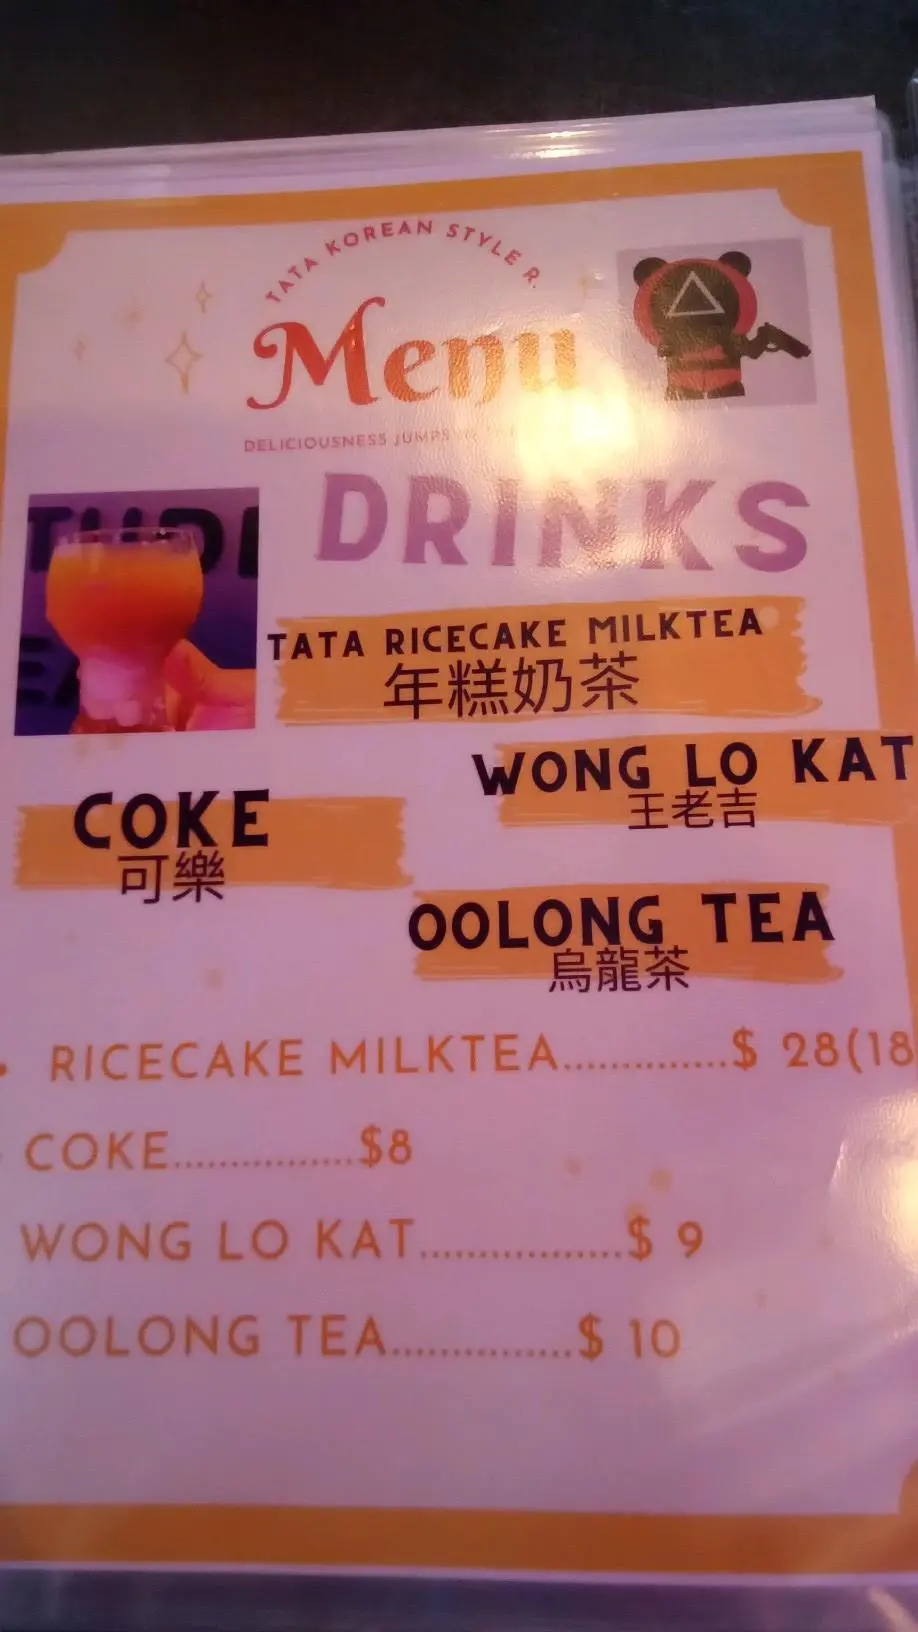 TATA KOREAN STYLE R.
Menu
DELICIOUSNESS JUMPS
DRINKS
TATA RICECAKE MILKTEA
年糕奶茶
WONG LO KAT
王老吉
COKE
可樂
OOLONG TEA
烏龍茶
RICECAKE MILKTEA..............$ 28(18
COKE................$8
WONG LO KAT..................$ 9
OOLONG TEA................$ 10